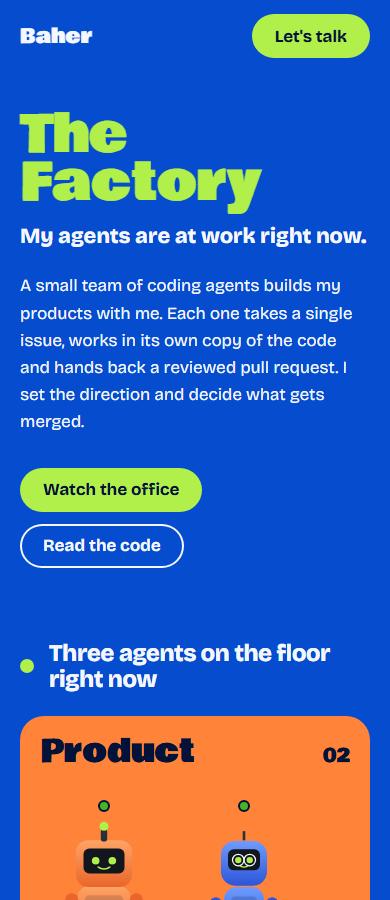 Baher
Let's talk
The
Factory
My agents are at work right now.
A small team of coding agents builds my
products with me. Each one takes a single
issue, works in its own copy of the code
and hands back a reviewed pull request. I
set the direction and decide what gets
merged.
Watch the office
Read the code
Three agents on the floor
right now
Product
02